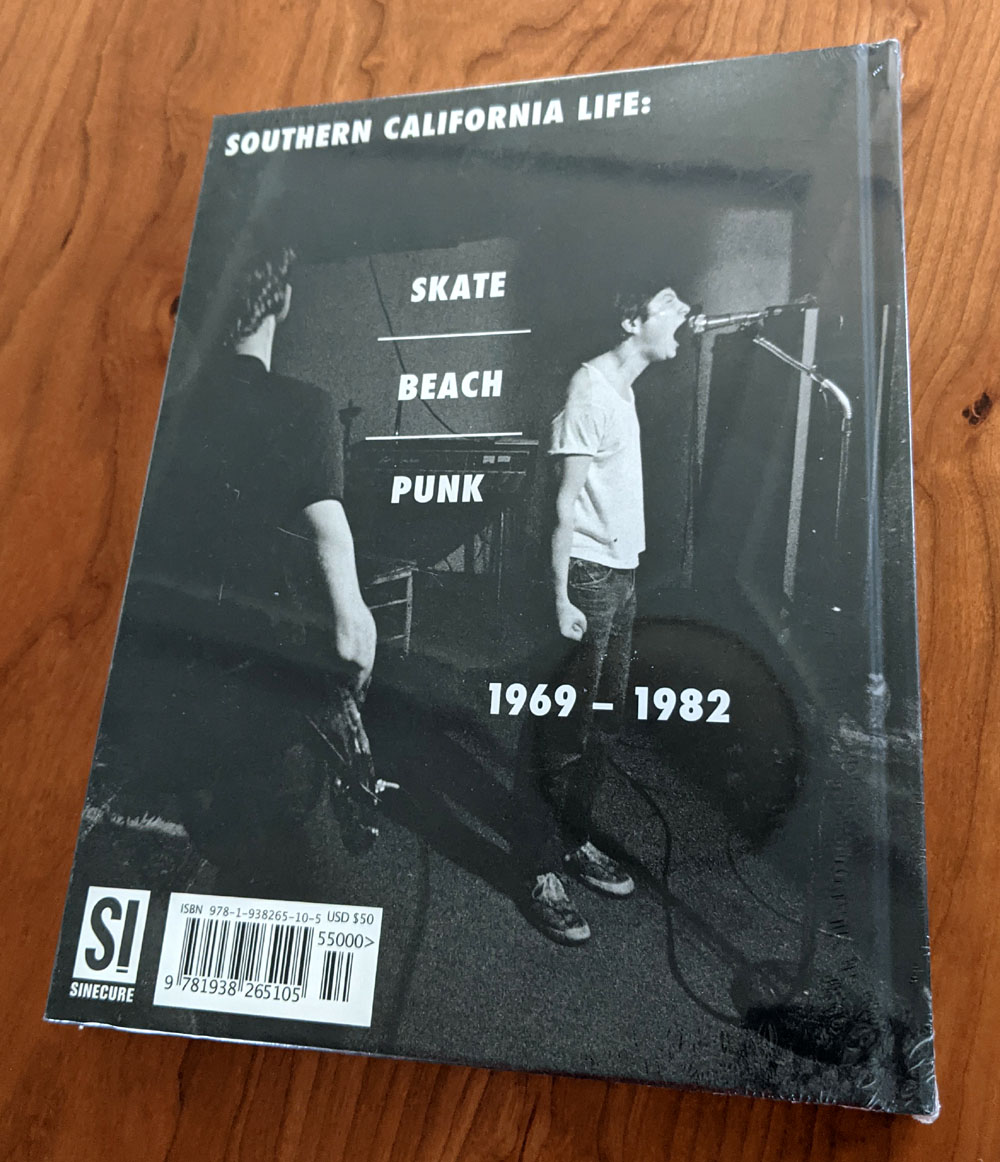 SOUTHERN CALIFORNIA LIFE:
SKATE
BEACH
PUNK
1969 – 1982
SI
SINECURE
ISBN 978-1-938265-10-5 USD $50
55000>
9 781938 265105